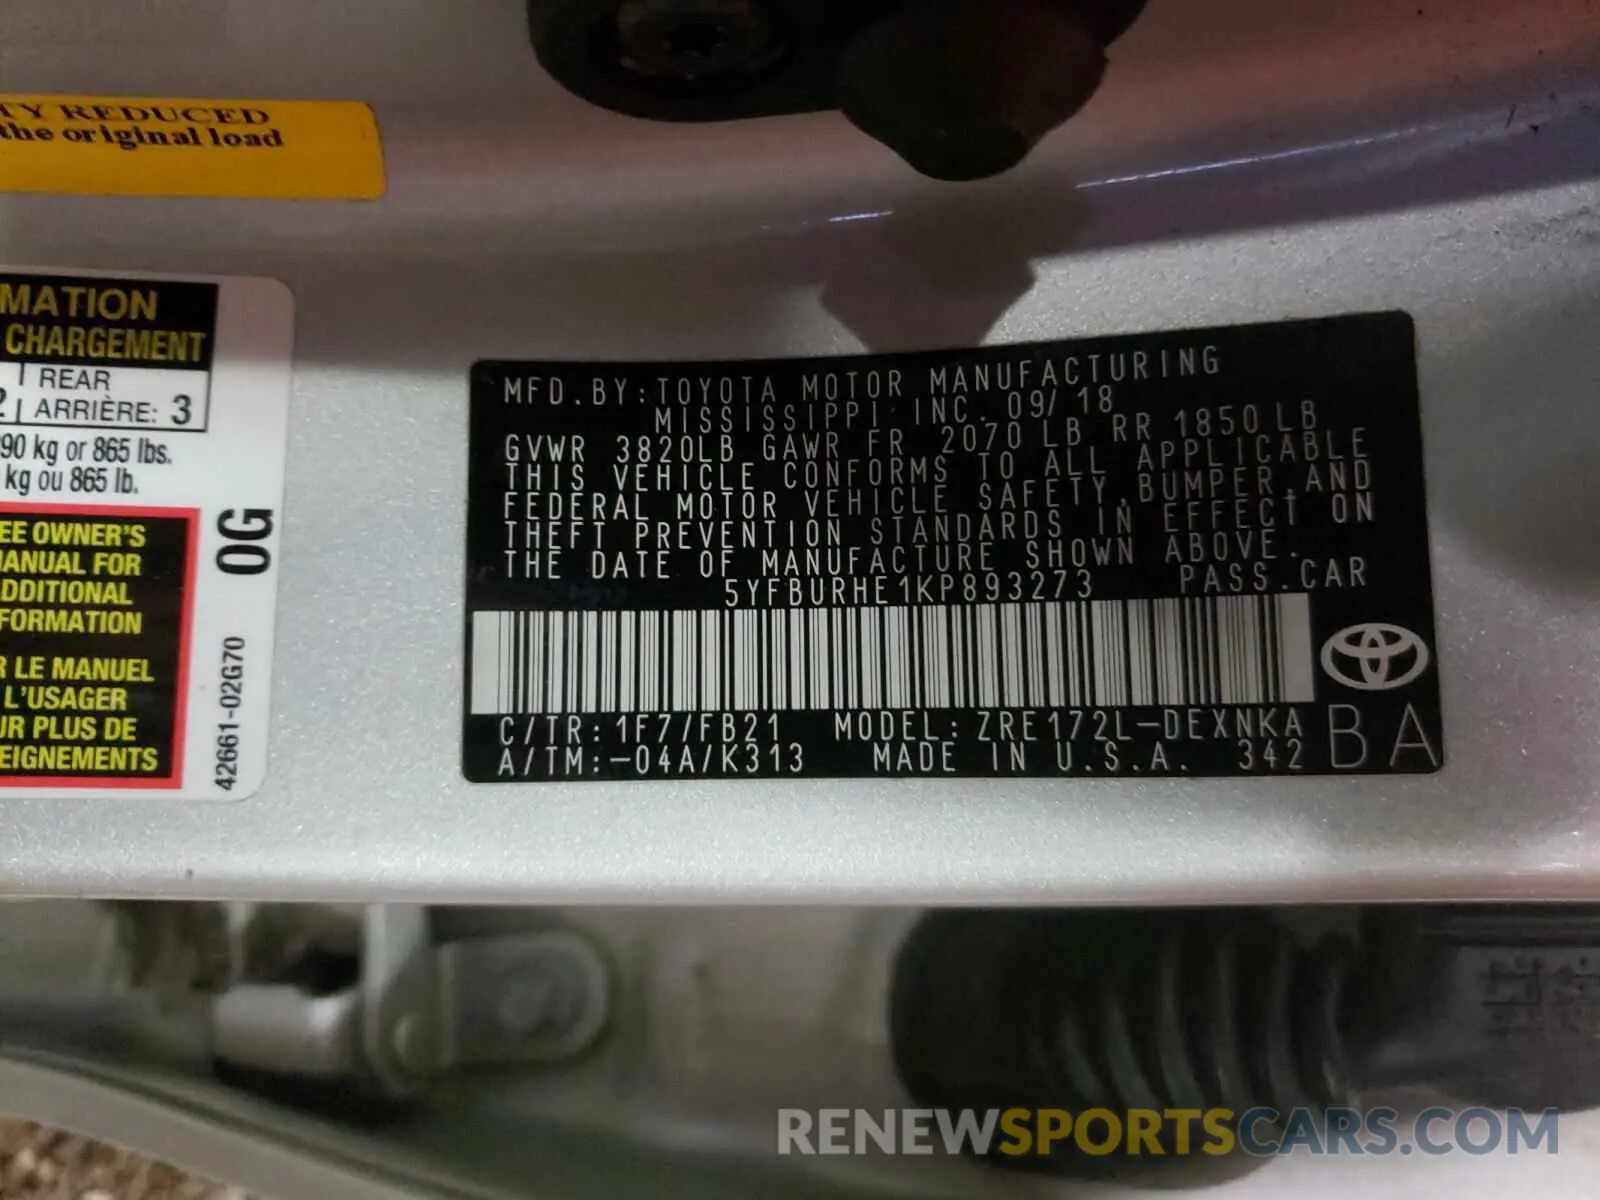 TY REDUCED
the original load
MATION
CHARGEMENT
REAR
2 ARRIÈRE: 3
90 kg or 865 lbs.
kg ou 865 lb.
EE OWNER'S
MANUAL FOR
DDITIONAL
FORMATION
R LE MANUEL
L'USAGER
UR PLUS DE
EIGNEMENTS
0G
42661-02G70
MFD.BY:TOYOTA MOTOR MANUFACTURING
MISSISSIPPI INC. 09/18
GVWR 3820LB GAWR FR 2070 LB RR 1850LB
THIS VEHICLE CONFORMS TO ALL APPLICABLE
FEDERAL MOTOR VEHICLE SAFETY,BUMPER,AND
THEFT PREVENTION STANDARDS IN EFFECT ON
THE DATE OF MANUFACTURE SHOWN ABOVE.
5YFBURHE1KP893273 PASS.CAR
C/TR:1F7/FB21 MODEL:ZRE172L-DEXNKA
A/TM:-04A/K313 MADE IN U.S.A. 342
BA
RENEWSPORTSCARS.COM